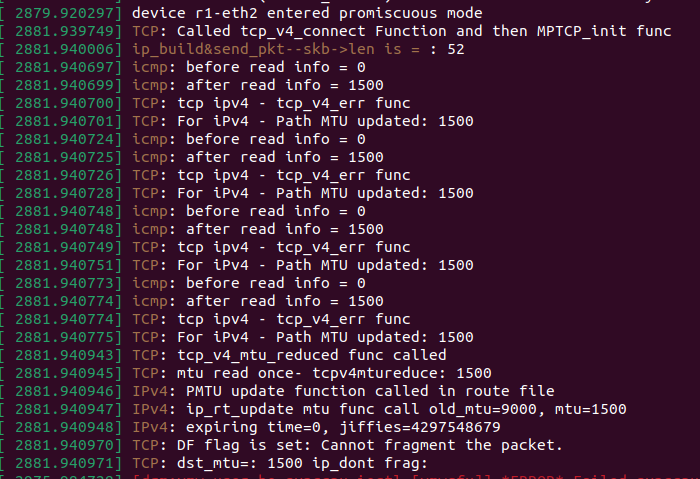 [ 2879.920297] device r1-eth2 entered promiscuous mode
[ 2881.939749] TCP: Called tcp_v4_connect Function and then MPTCP_init func
[ 2881.940006] ip_build&send_pkt--skb->len is = : 52
[ 2881.940697] icmp: before read info = 0
[ 2881.940699] icmp: after read info = 1500
[ 2881.940700] TCP: tcp ipv4 - tcp_v4_err func
[ 2881.940701] TCP: For iPv4 - Path MTU updated: 1500
[ 2881.940724] icmp: before read info = 0
[ 2881.940725] icmp: after read info = 1500
[ 2881.940726] TCP: tcp ipv4 - tcp_v4_err func
[ 2881.940728] TCP: For iPv4 - Path MTU updated: 1500
[ 2881.940748] icmp: before read info = 0
[ 2881.940748] icmp: after read info = 1500
[ 2881.940749] TCP: tcp ipv4 - tcp_v4_err func
[ 2881.940751] TCP: For iPv4 - Path MTU updated: 1500
[ 2881.940773] icmp: before read info = 0
[ 2881.940774] icmp: after read info = 1500
[ 2881.940774] TCP: tcp ipv4 - tcp_v4_err func
[ 2881.940775] TCP: For iPv4 - Path MTU updated: 1500
[ 2881.940943] TCP: tcp_v4_mtu_reduced func called
[ 2881.940945] TCP: mtu read once- tcpv4mtureduce: 1500
[ 2881.940946] IPv4: PMTU update function called in route file
[ 2881.940947] IPv4: ip_rt_update mtu func call old_mtu=9000, mtu=1500
[ 2881.940948] IPv4: expiring time=0, jiffies=4297548679
[ 2881.940970] TCP: DF flag is set: Cannot fragment the packet.
[ 2881.940971] TCP: dst_mtu=: 1500 ip_dont frag: